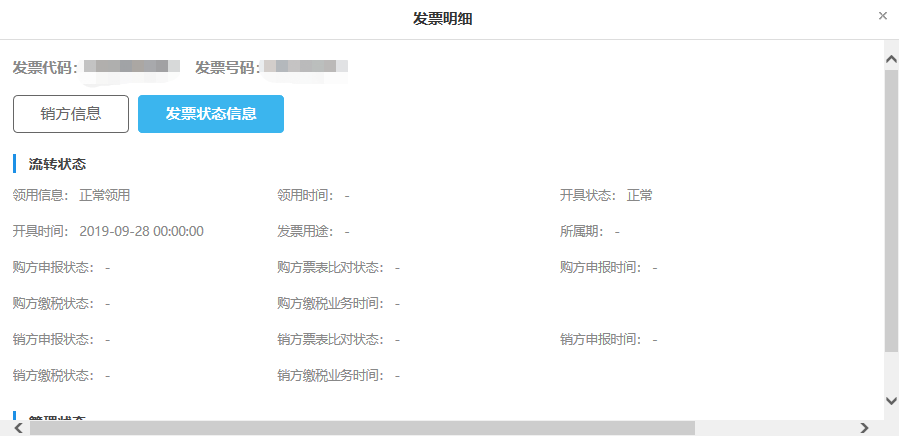 发票明细 ×
发票代码： 发票号码：
销方信息 发票状态信息
流转状态
领用信息： 正常领用 领用时间： - 开具状态： 正常
开具时间： 2019-09-28 00:00:00 发票用途： - 所属期： -
购方申报状态： - 购方票表比对状态： - 购方申报时间： -
购方缴税状态： - 购方缴税业务时间： -
销方申报状态： - 销方票表比对状态： - 销方申报时间： -
销方缴税状态： - 销方缴税业务时间： -
管理状态